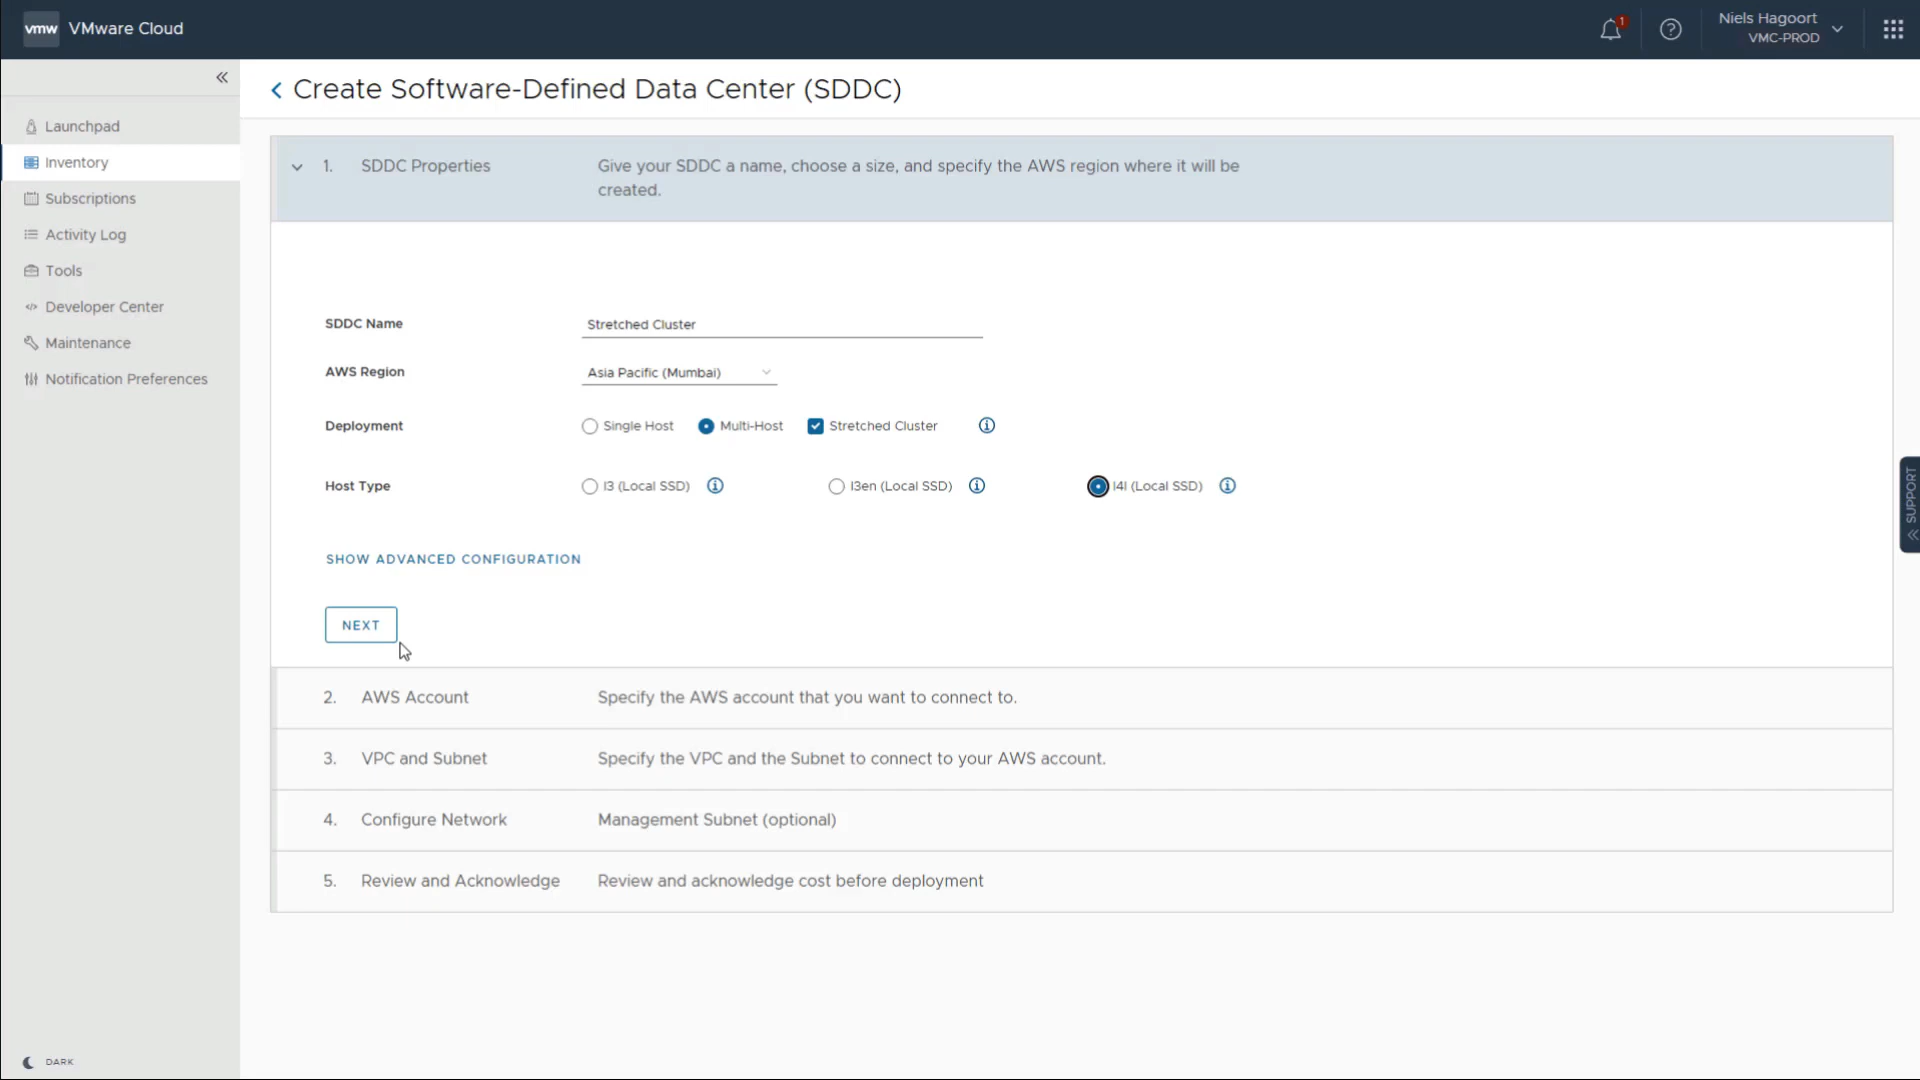 vmw VMware Cloud
1
Niels Hagoort
VMC-PROD
Create Software-Defined Data Center (SDDC)
Launchpad
Inventory
Subscriptions
Activity Log
Tools
Developer Center
Maintenance
Notification Preferences
DARK
1. SDDC Properties Give your SDDC a name, choose a size, and specify the AWS region where it will be
created.
SDDC Name Stretched Cluster
AWS Region Asia Pacific (Mumbai)
Deployment Single Host Multi-Host Stretched Cluster
Host Type I3 (Local SSD) I3en (Local SSD) I4I (Local SSD)
SHOW ADVANCED CONFIGURATION
NEXT
2. AWS Account Specify the AWS account that you want to connect to.
3. VPC and Subnet Specify the VPC and the Subnet to connect to your AWS account.
4. Configure Network Management Subnet (optional)
5. Review and Acknowledge Review and acknowledge cost before deployment
SUPPORT